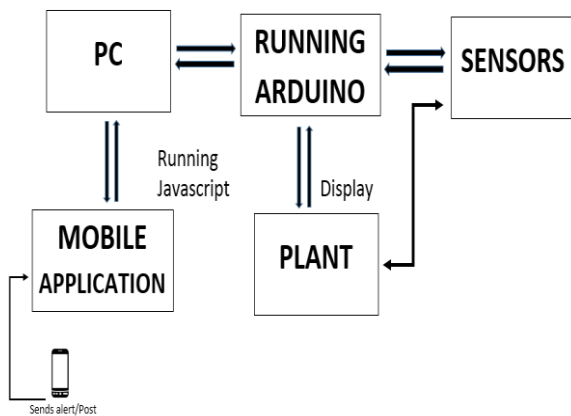 PC
RUNNING
ARDUINO
SENSORS
Running
Javascript
Display
MOBILE
APPLICATION
PLANT
Sends alert/Post